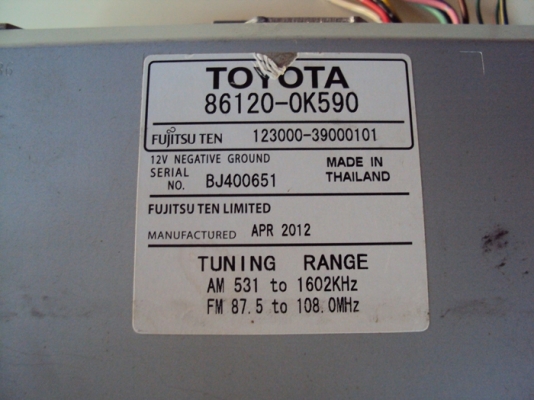 TOYOTA
86120-0K590
FUJITSU TEN 123000-39000101
12V NEGATIVE GROUND
SERIAL NO. BJ400651
MADE IN THAILAND
FUJITSU TEN LIMITED
MANUFACTURED APR 2012
TUNING RANGE
AM 531 to 1602KHz
FM 87.5 to 108.0MHz